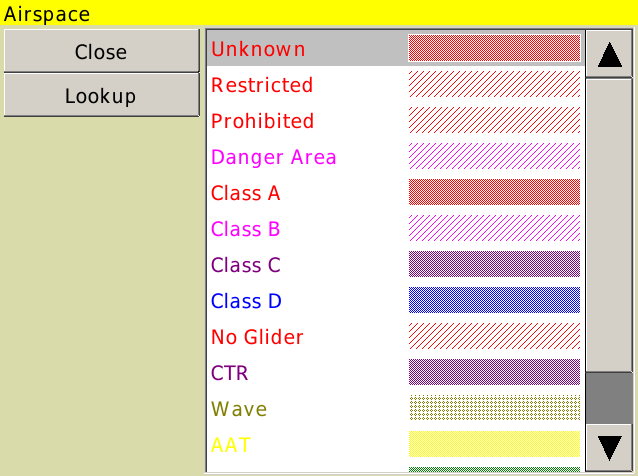 Airspace
Close
Lookup
Unknown
Restricted
Prohibited
Danger Area
Class A
Class B
Class C
Class D
No Glider
CTR
Wave
AAT